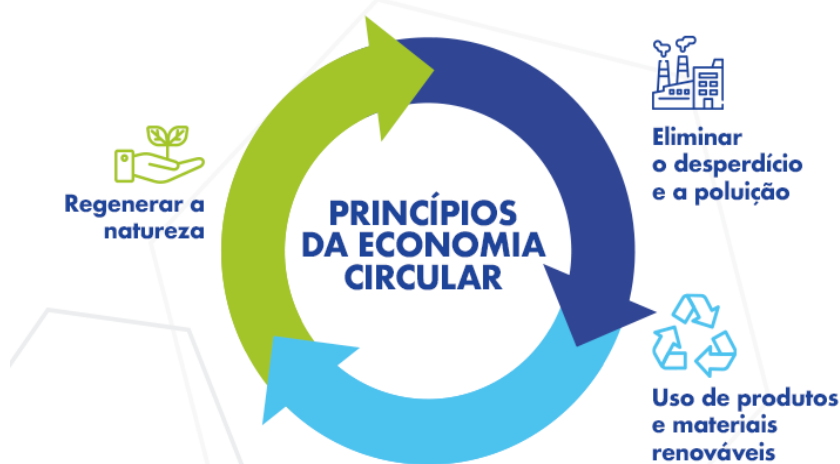 PRINCÍPIOS
DA ECONOMIA
CIRCULAR
Eliminar
o desperdício
e a poluição
Uso de produtos
e materiais
renováveis
Regenerar a
natureza